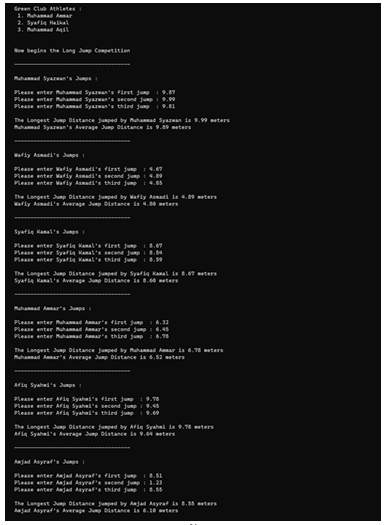 Green Club Athletes :
1. Muhammad Ammar
2. Syafiq Haikal
3. Muhammad Aqil
Now begins the Long Jump Competition
------------------------------------
Muhammad Syazwan's Jumps :
Please enter Muhammad Syazwan's first jump : 9.87
Please enter Muhammad Syazwan's second jump : 9.99
Please enter Muhammad Syazwan's third jump : 9.81
The Longest Jump Distance jumped by Muhammad Syazwan is 9.99 meters
Muhammad Syazwan's Average Jump Distance is 9.89 meters
------------------------------------
Wafiy Asmadi's Jumps :
Please enter Wafiy Asmadi's first jump : 4.67
Please enter Wafiy Asmadi's second jump : 4.89
Please enter Wafiy Asmadi's third jump : 4.85
The Longest Jump Distance jumped by Wafiy Asmadi is 4.89 meters
Wafiy Asmadi's Average Jump Distance is 4.80 meters
------------------------------------
Syafiq Kamal's Jumps :
Please enter Syafiq Kamal's first jump : 8.67
Please enter Syafiq Kamal's second jump : 8.54
Please enter Syafiq Kamal's third jump : 8.59
The Longest Jump Distance jumped by Syafiq Kamal is 8.67 meters
Syafiq Kamal's Average Jump Distance is 8.60 meters
------------------------------------
Muhammad Ammar's Jumps :
Please enter Muhammad Ammar's first jump : 6.32
Please enter Muhammad Ammar's second jump : 6.45
Please enter Muhammad Ammar's third jump : 6.78
The Longest Jump Distance jumped by Muhammad Ammar is 6.78 meters
Muhammad Ammar's Average Jump Distance is 6.52 meters
------------------------------------
Afiq Syahmi's Jumps :
Please enter Afiq Syahmi's first jump : 9.78
Please enter Afiq Syahmi's second jump : 9.45
Please enter Afiq Syahmi's third jump : 9.69
The Longest Jump Distance jumped by Afiq Syahmi is 9.78 meters
Afiq Syahmi's Average Jump Distance is 9.64 meters
------------------------------------
Amjad Asyraf's Jumps :
Please enter Amjad Asyraf's first jump : 8.51
Please enter Amjad Asyraf's second jump : 1.23
Please enter Amjad Asyraf's third jump : 8.55
The Longest Jump Distance jumped by Amjad Asyraf is 8.55 meters
Amjad Asyraf's Average Jump Distance is 6.10 meters